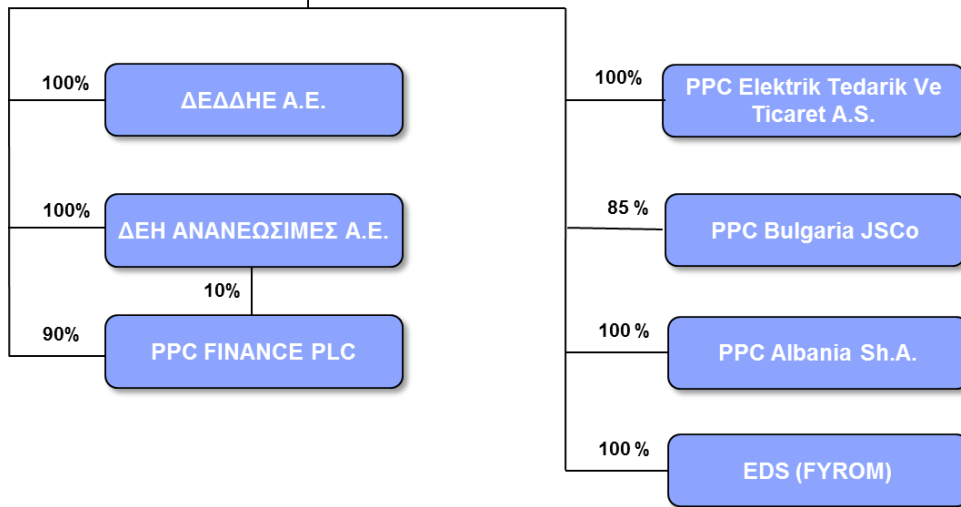 100%
ΔΕΔΔΗΕ Α.Ε.
100%
ΔΕΗ ΑΝΑΝΕΩΣΙΜΕΣ Α.Ε.
10%
90%
PPC FINANCE PLC
100%
PPC Elektrik Tedarik Ve
Ticaret A.S.
85 %
PPC Bulgaria JSCo
100 %
PPC Albania Sh.A.
100 %
EDS (FYROM)